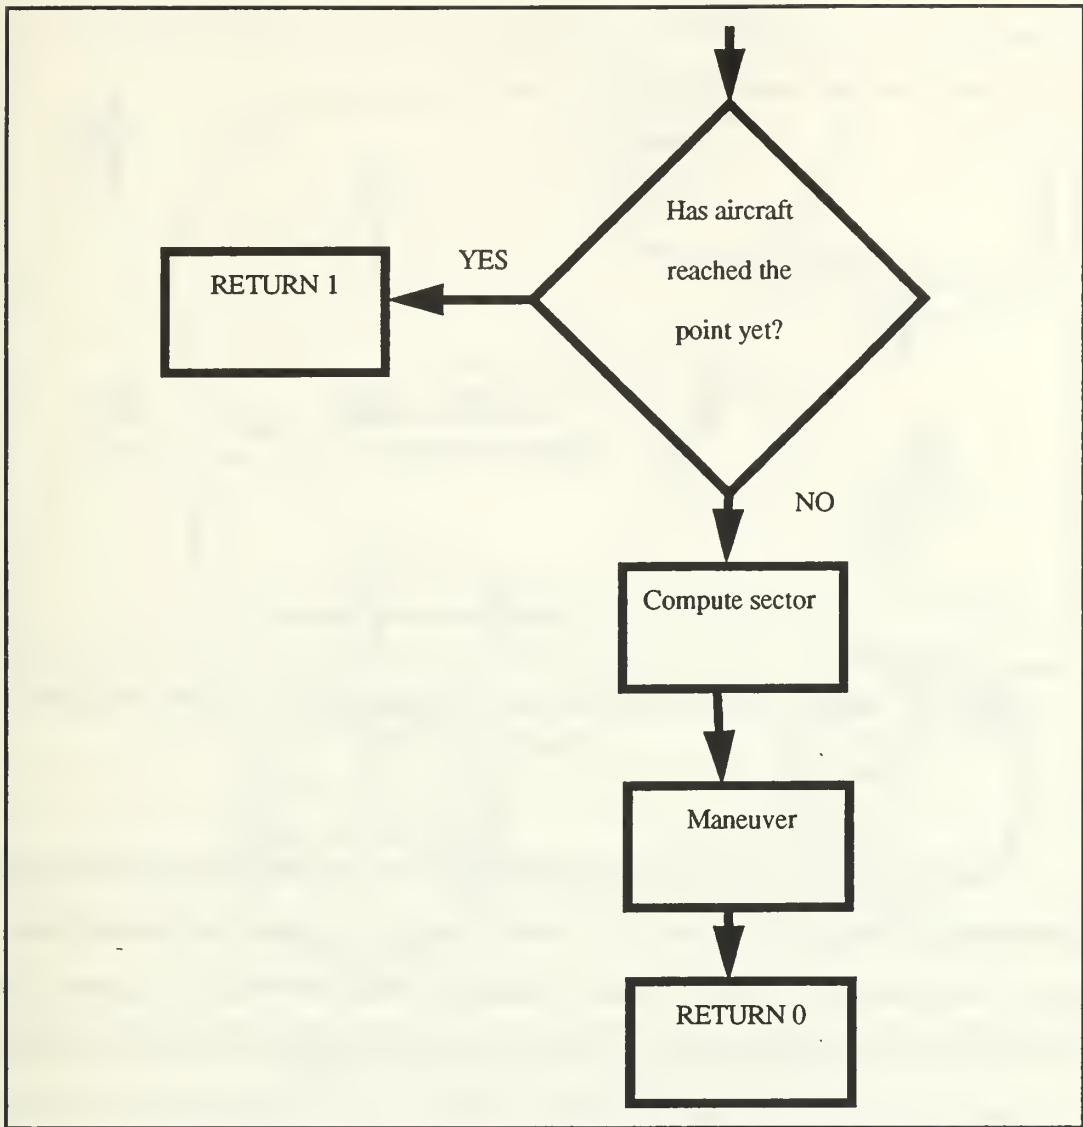 Has aircraft
reached the
point yet?
YES
RETURN 1
NO
Compute sector
Maneuver
RETURN 0